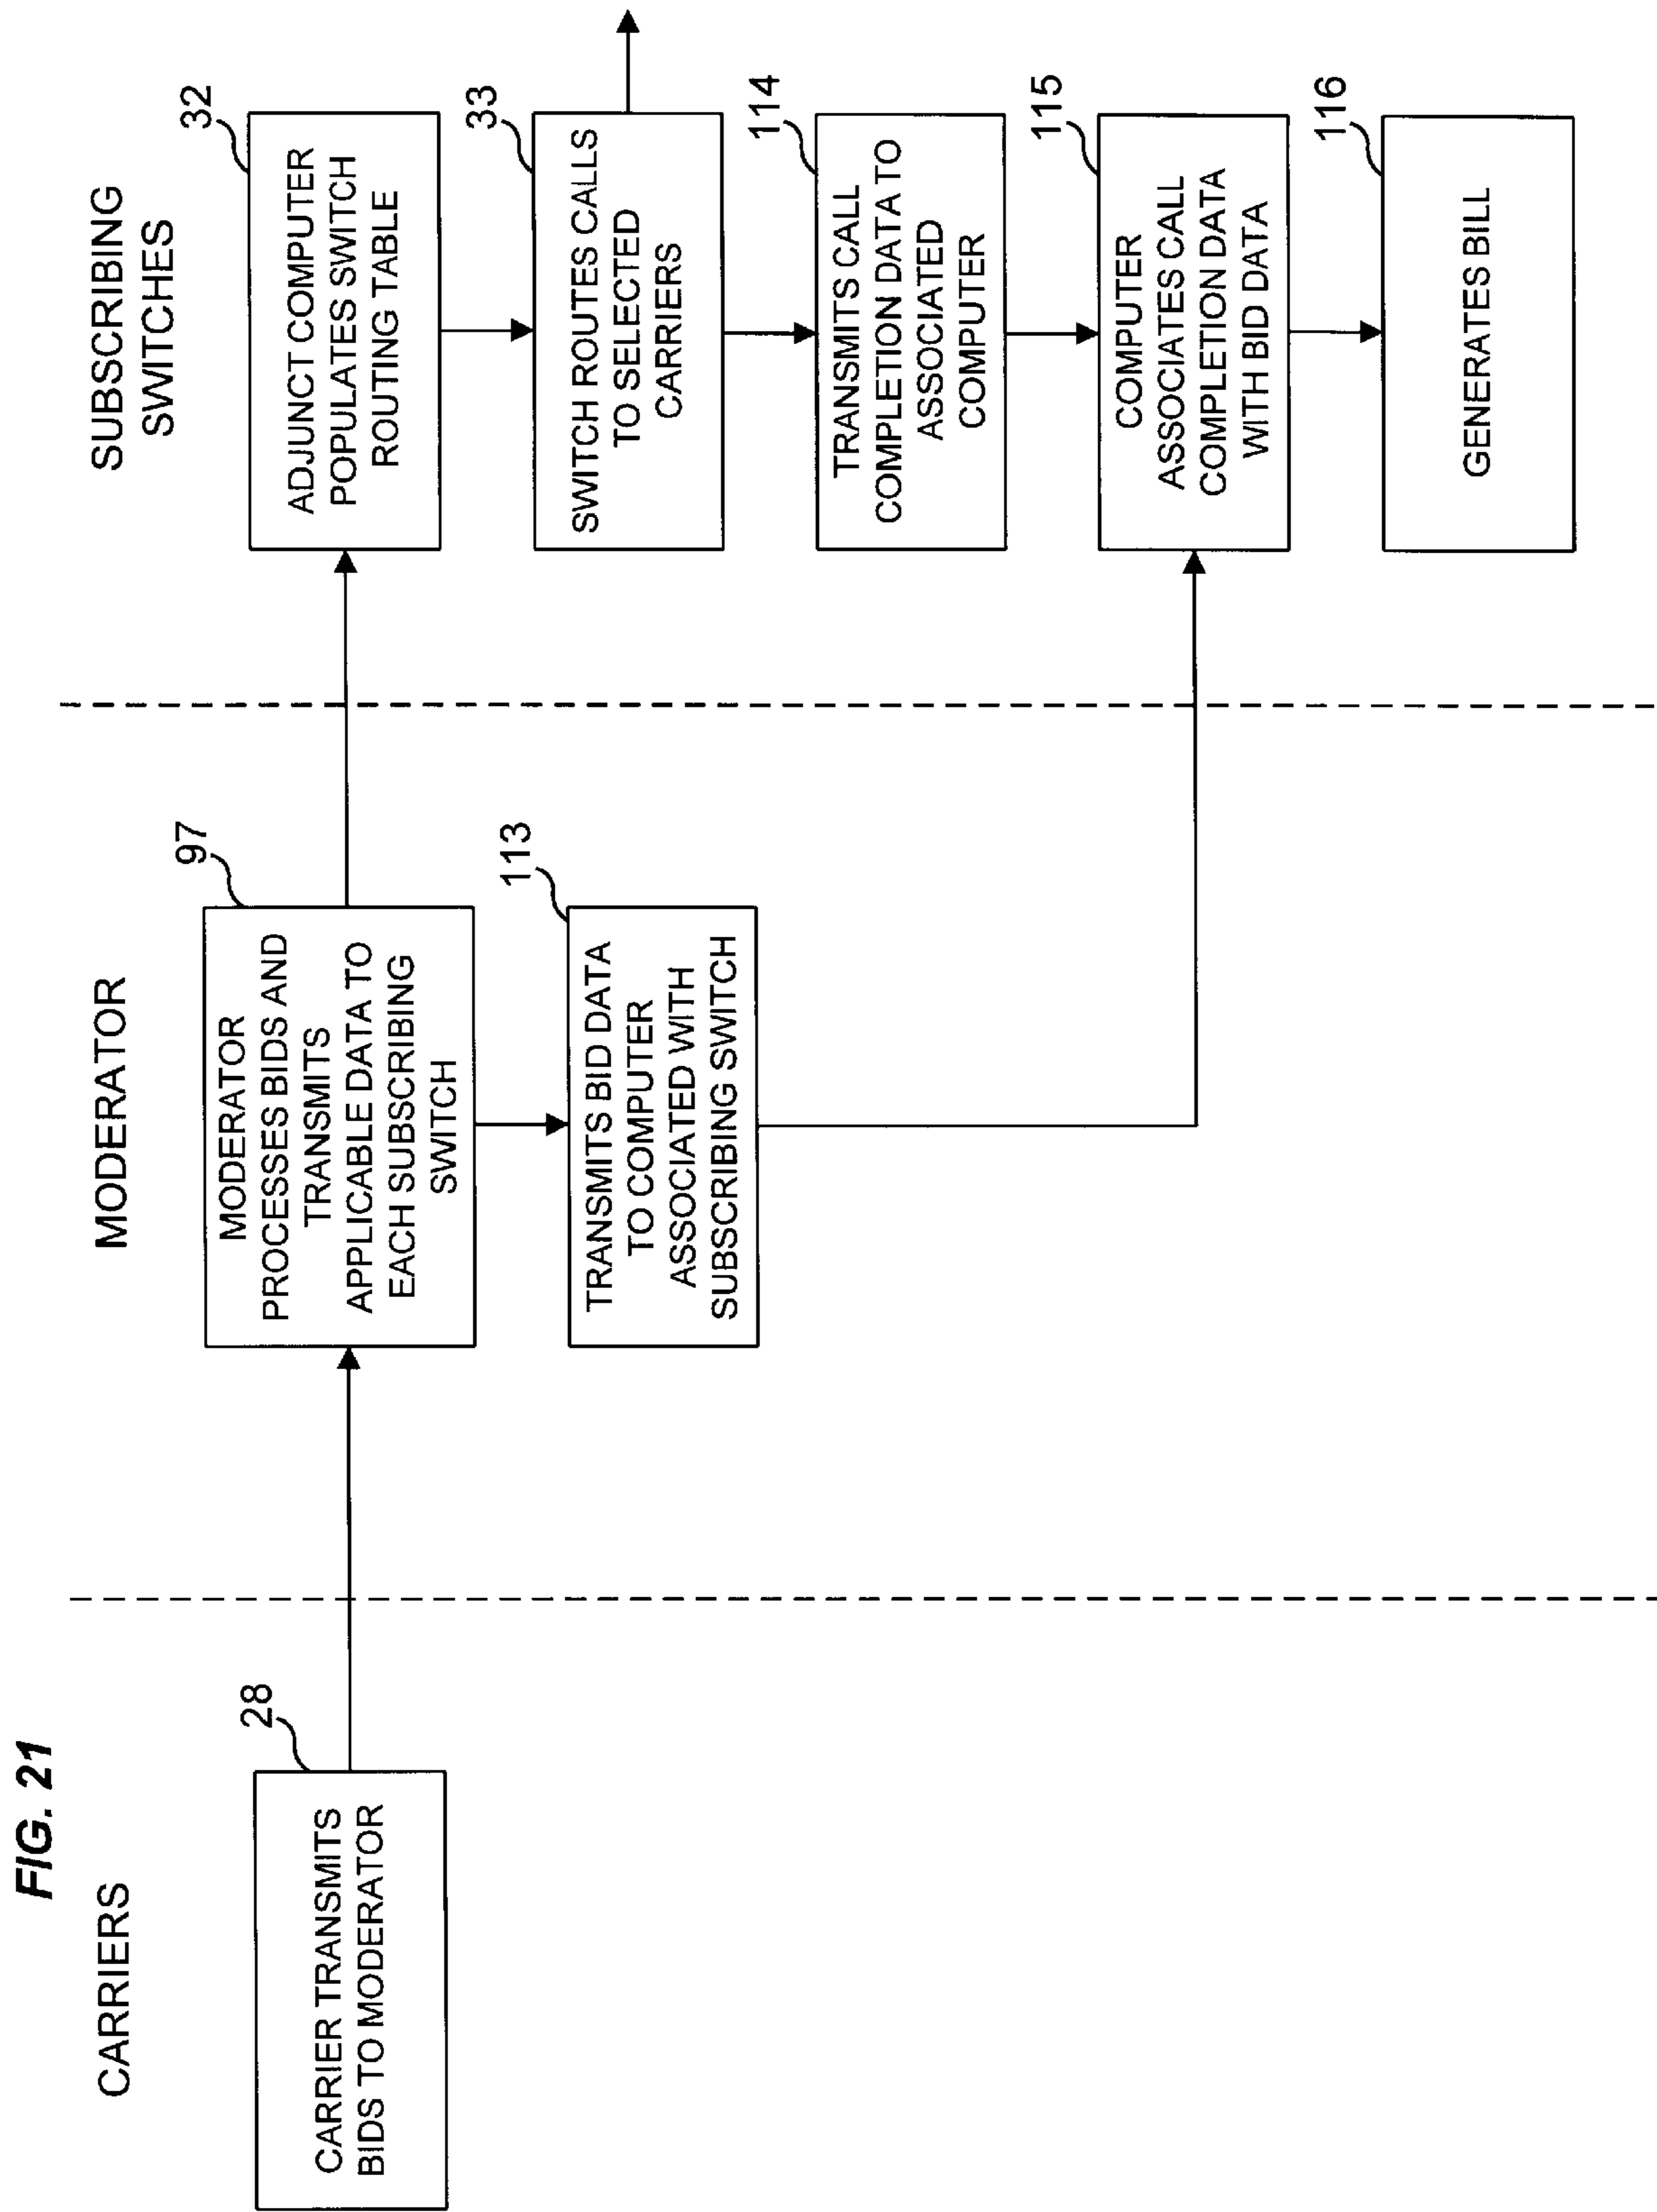 FIG. 21
CARRIERS
28
CARRIER TRANSMITS
BIDS TO MODERATOR
MODERATOR
97
MODERATOR
PROCESSES BIDS AND
TRANSMITS
APPLICABLE DATA TO
EACH SUBSCRIBING
SWITCH
113
TRANSMITS BID DATA
TO COMPUTER
ASSOCIATED WITH
SUBSCRIBING SWITCH
SUBSCRIBING
SWITCHES
32
ADJUNCT COMPUTER
POPULATES SWITCH
ROUTING TABLE
33
SWITCH ROUTES CALLS
TO SELECTED
CARRIERS
114
TRANSMITS CALL
COMPLETION DATA TO
ASSOCIATED
COMPUTER
115
COMPUTER
ASSOCIATES CALL
COMPLETION DATA
WITH BID DATA
116
GENERATES BILL